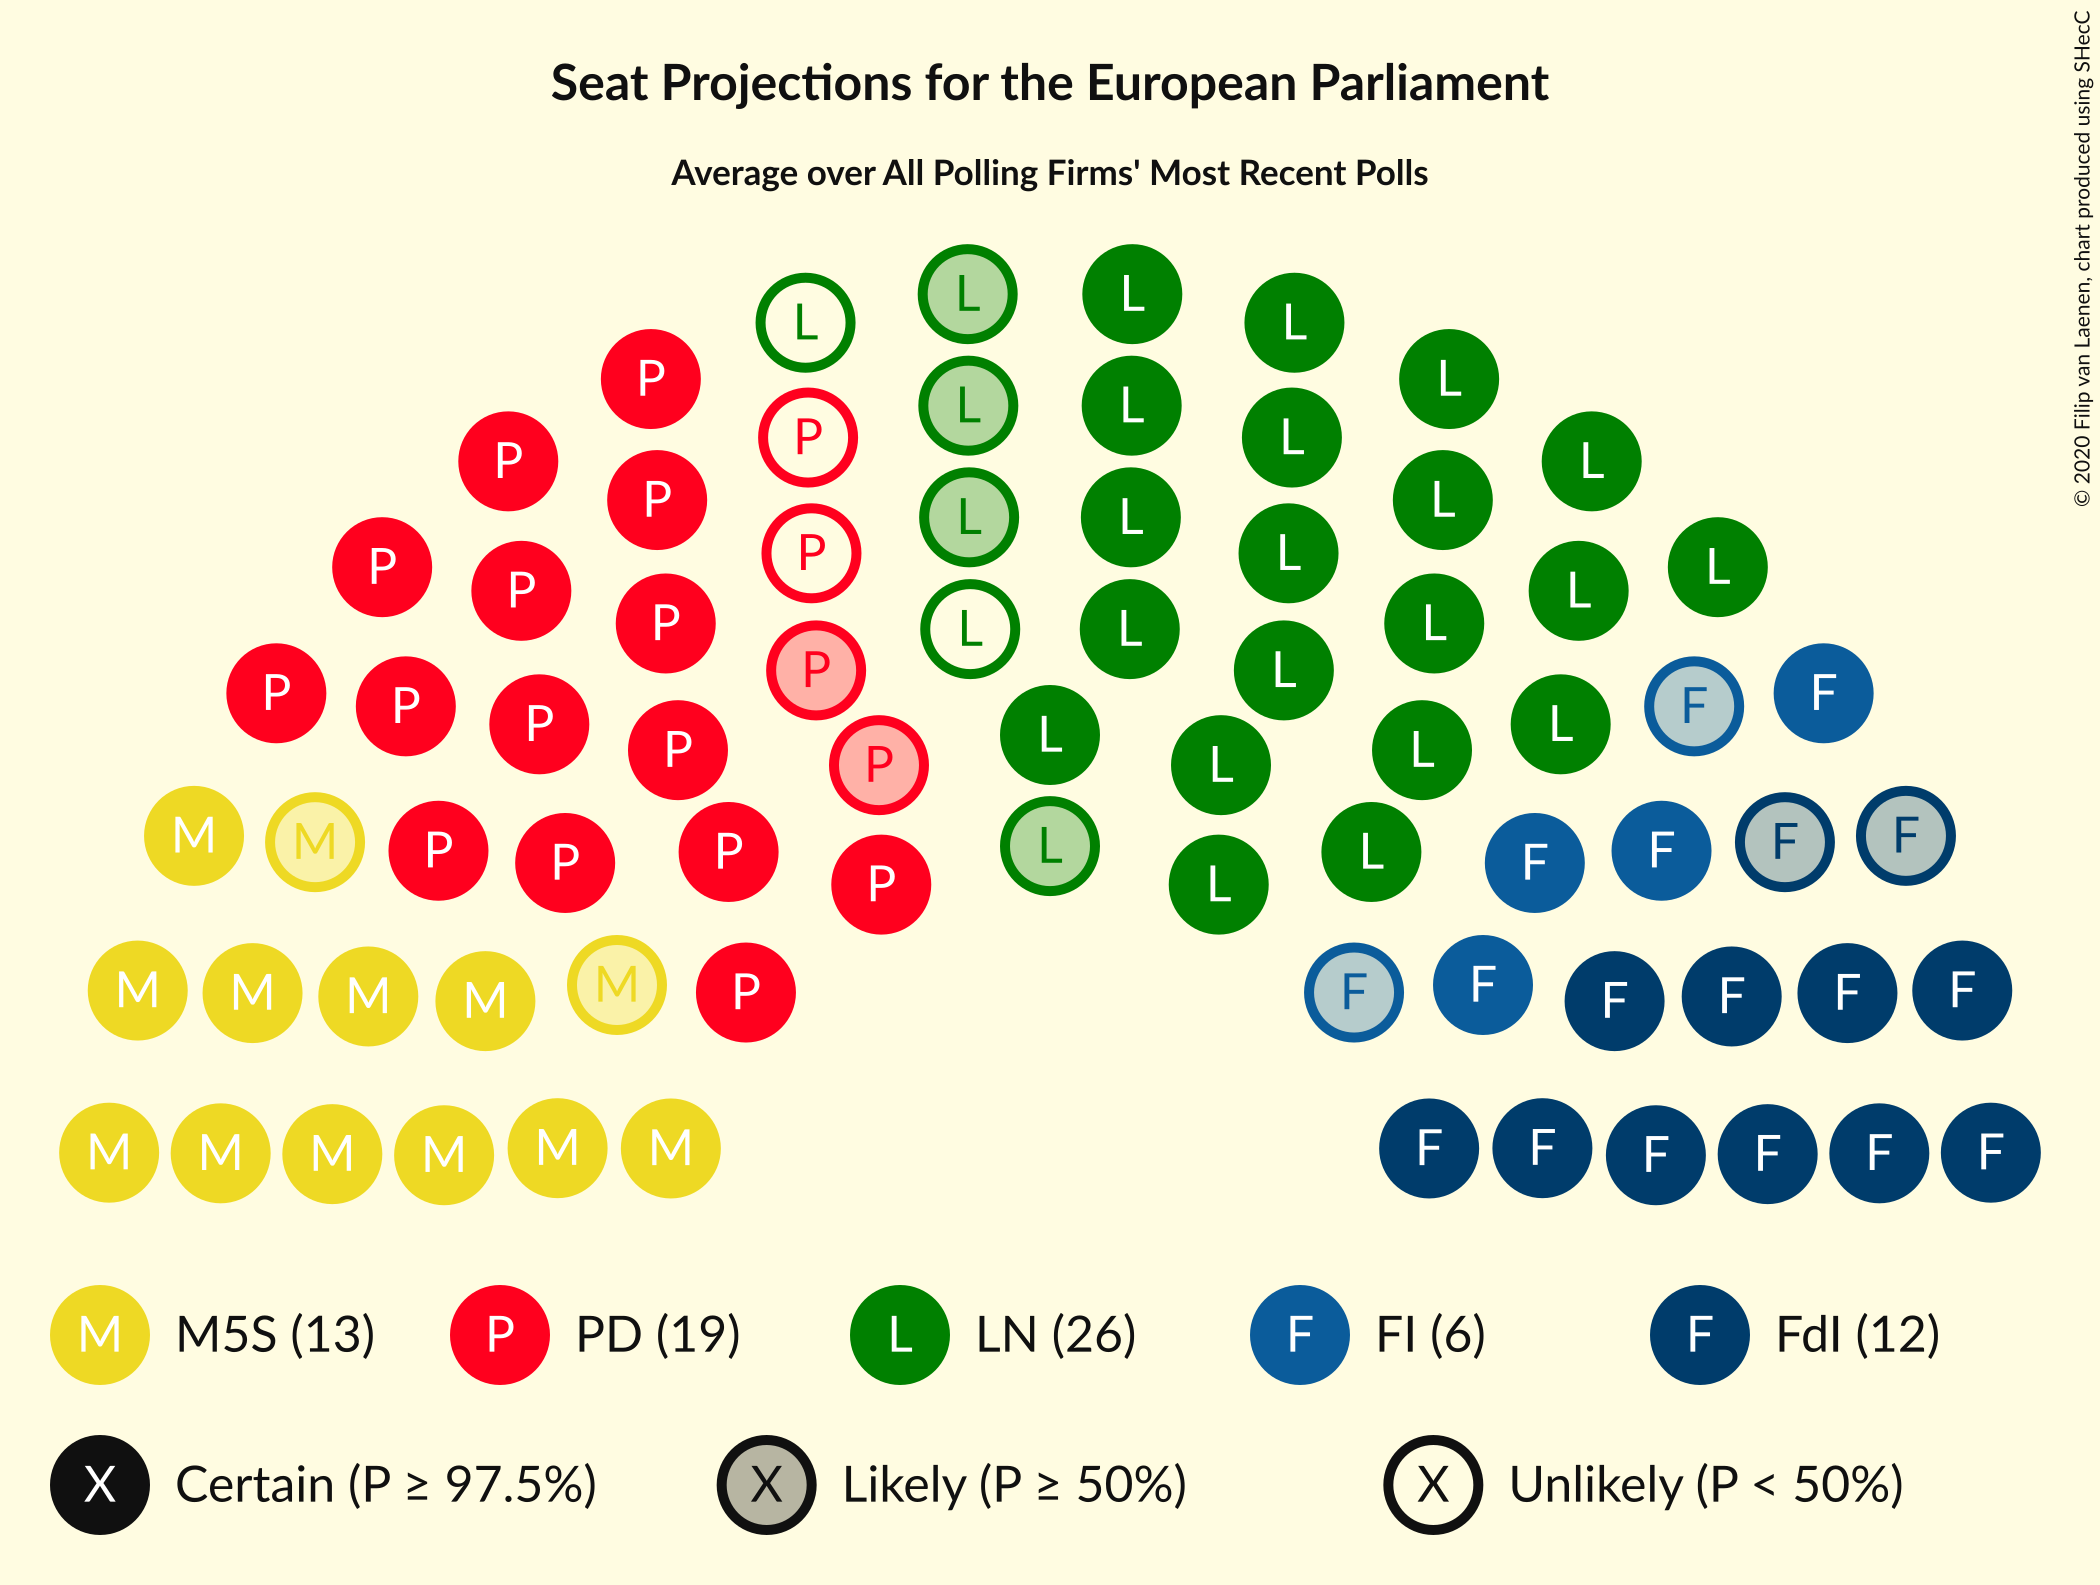 Seat Projections for the European Parliament
Average over All Polling Firms' Most Recent Polls
© 2020 Filip van Laenen, chart produced using SHecC
L L
L L
P L
P L
P P L L
P L
P P L L
P L
P L
P P L L
P L
P L L
P P L F F
P P L L
P L L
P L L
M M P P P P L L L F F F F
M M M M M P F F F F F F
M M M M M M F F F F F F
M M5S (13) P PD (19) L LN (26) F FI (6) F FdI (12)
X Certain (P ≥ 97.5%) X Likely (P ≥ 50%) X Unlikely (P < 50%)